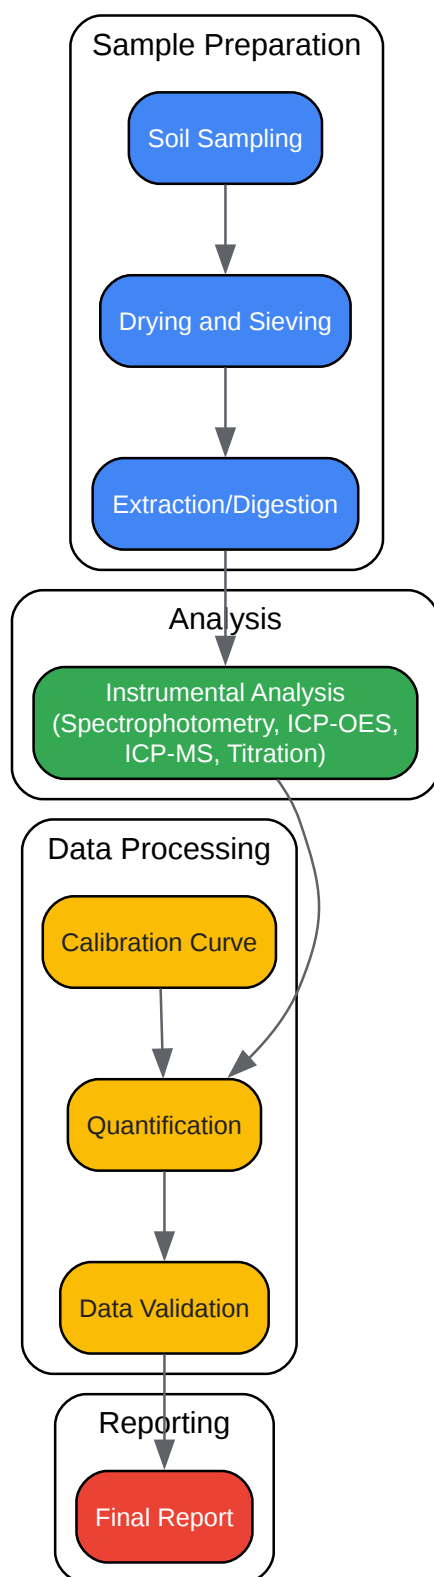 Sample Preparation
Soil Sampling
Drying and Sieving
Extraction/Digestion
Analysis
Instrumental Analysis
(Spectrophotometry, ICP-OES,
ICP-MS, Titration)
Data Processing
Calibration Curve
Quantification
Data Validation
Reporting
Final Report